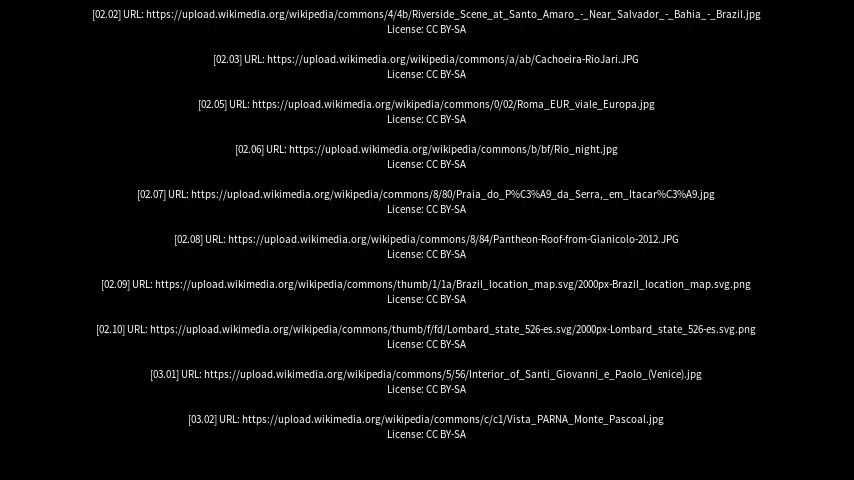 [02.02] URL: https://upload.wikimedia.org/wikipedia/commons/4/4b/Riverside_Scene_at_Santo_Amaro_-_Near_Salvador_-_Bahia_-_Brazil.jpg
License: CC BY-SA
[02.03] URL: https://upload.wikimedia.org/wikipedia/commons/a/ab/Cachoeira-RioJari.JPG
License: CC BY-SA
[02.05] URL: https://upload.wikimedia.org/wikipedia/commons/0/02/Roma_EUR_viale_Europa.jpg
License: CC BY-SA
[02.06] URL: https://upload.wikimedia.org/wikipedia/commons/b/bf/Rio_night.jpg
License: CC BY-SA
[02.07] URL: https://upload.wikimedia.org/wikipedia/commons/8/80/Praia_do_P%C3%A9_da_Serra,_em_Itacar%C3%A9.jpg
License: CC BY-SA
[02.08] URL: https://upload.wikimedia.org/wikipedia/commons/8/84/Pantheon-Roof-from-Gianicolo-2012.JPG
License: CC BY-SA
[02.09] URL: https://upload.wikimedia.org/wikipedia/commons/thumb/1/1a/Brazil_location_map.svg/2000px-Brazil_location_map.svg.png
License: CC BY-SA
[02.10] URL: https://upload.wikimedia.org/wikipedia/commons/thumb/f/fd/Lombard_state_526-es.svg/2000px-Lombard_state_526-es.svg.png
License: CC BY-SA
[03.01] URL: https://upload.wikimedia.org/wikipedia/commons/5/56/Interior_of_Santi_Giovanni_e_Paolo_(Venice).jpg
License: CC BY-SA
[03.02] URL: https://upload.wikimedia.org/wikipedia/commons/c/c1/Vista_PARNA_Monte_Pascoal.jpg
License: CC BY-SA